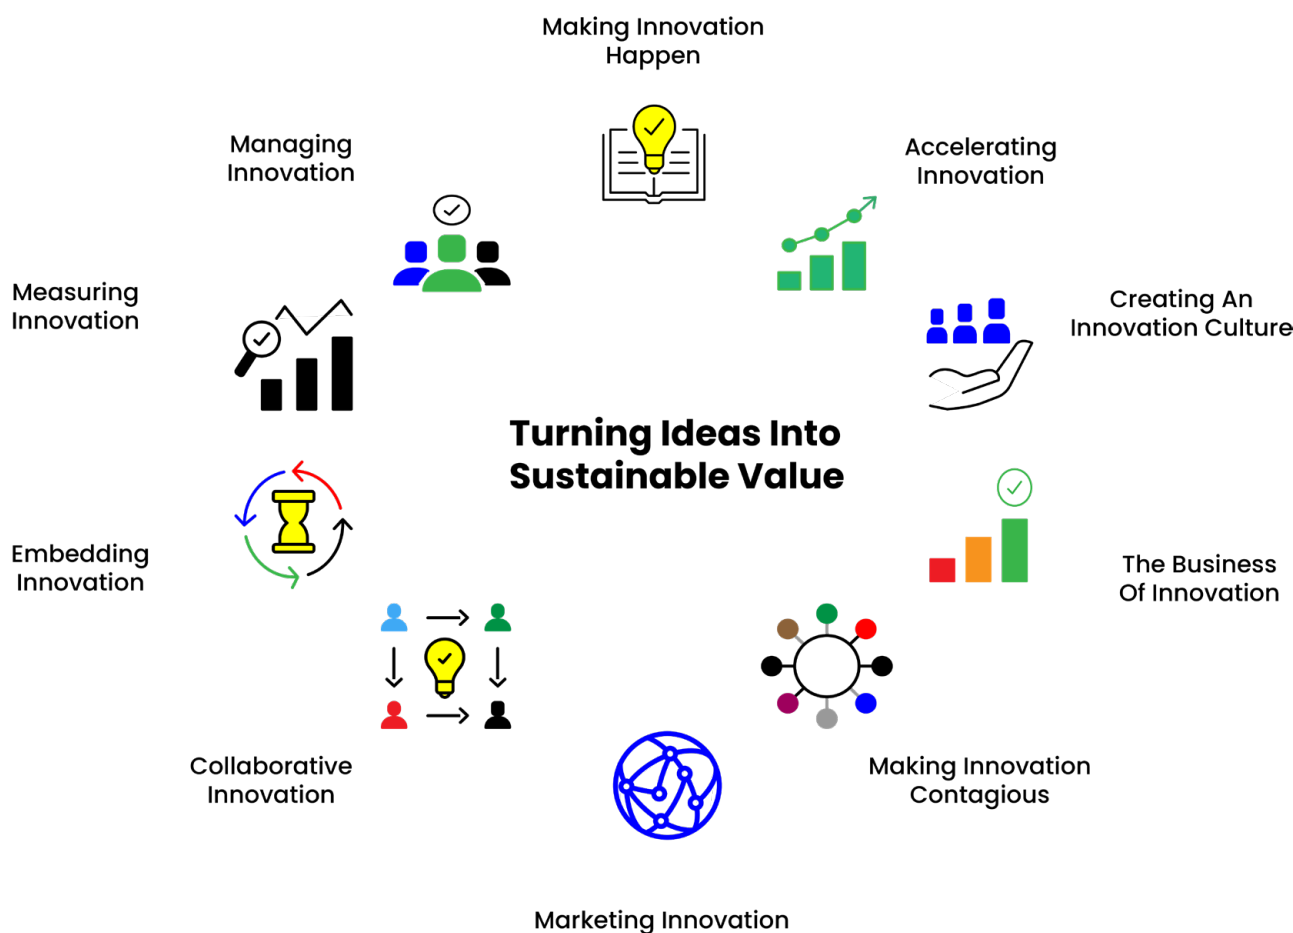 Making Innovation
Happen
Managing
Innovation
Accelerating
Innovation
Measuring
Innovation
Creating An
Innovation Culture
Turning Ideas Into
Sustainable Value
Embedding
Innovation
The Business
Of Innovation
Collaborative
Innovation
Making Innovation
Contagious
Marketing Innovation